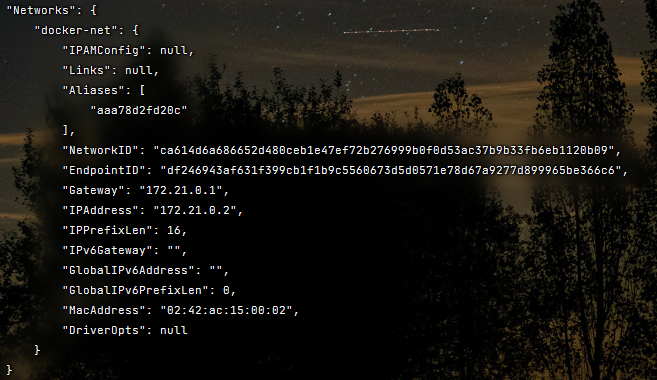 "Networks": {
    "docker-net": {
        "IPAMConfig": null,
        "Links": null,
        "Aliases": [
            "aaa78d2fd20c"
        ],
        "NetworkID": "ca614d6a686652d480ceb1e47ef72b276999b0f0d53ac37b9b33fb6eb1120b09",
        "EndpointID": "df246943af631f399cb1f1b9c5560673d5d0571e78d67a9277d899965be366c6",
        "Gateway": "172.21.0.1",
        "IPAddress": "172.21.0.2",
        "IPPrefixLen": 16,
        "IPv6Gateway": "",
        "GlobalIPv6Address": "",
        "GlobalIPv6PrefixLen": 0,
        "MacAddress": "02:42:ac:15:00:02",
        "DriverOpts": null
    }
}